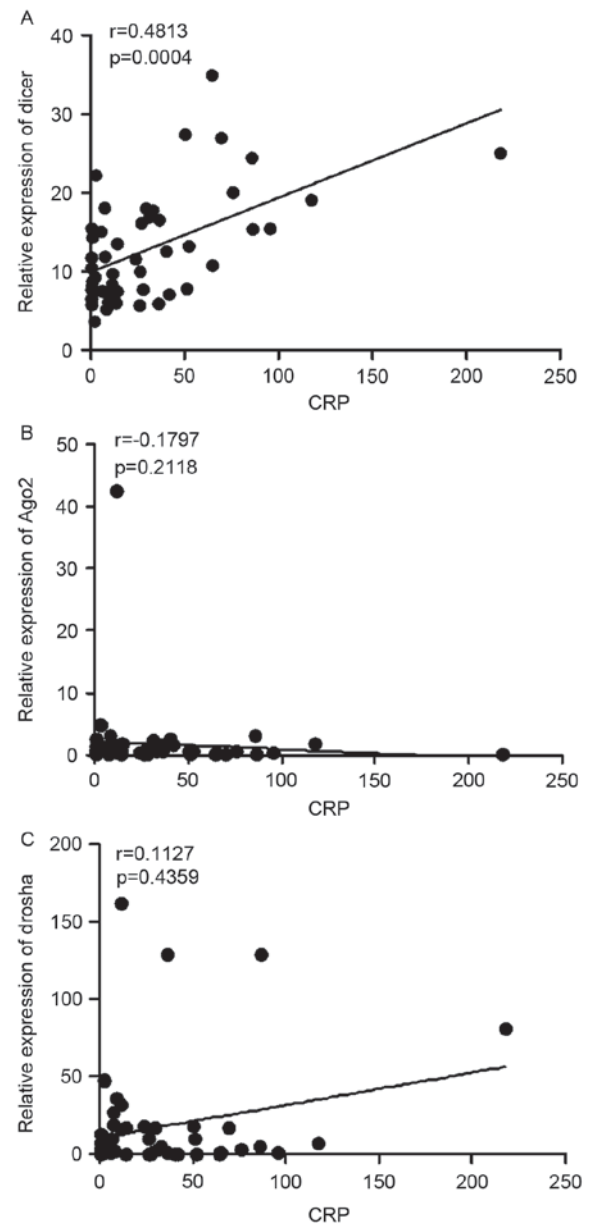 A
r=0.4813
p=0.0004
Relative expression of dicer
40
30
20
10
0
0 50 100 150 200 250
CRP
B
r=-0.1797
p=0.2118
Relative expression of Ago2
50
40
30
20
10
0
0 50 100 150 200 250
CRP
C
r=0.1127
p=0.4359
Relative expression of drosha
200
150
100
50
0
0 50 100 150 200 250
CRP